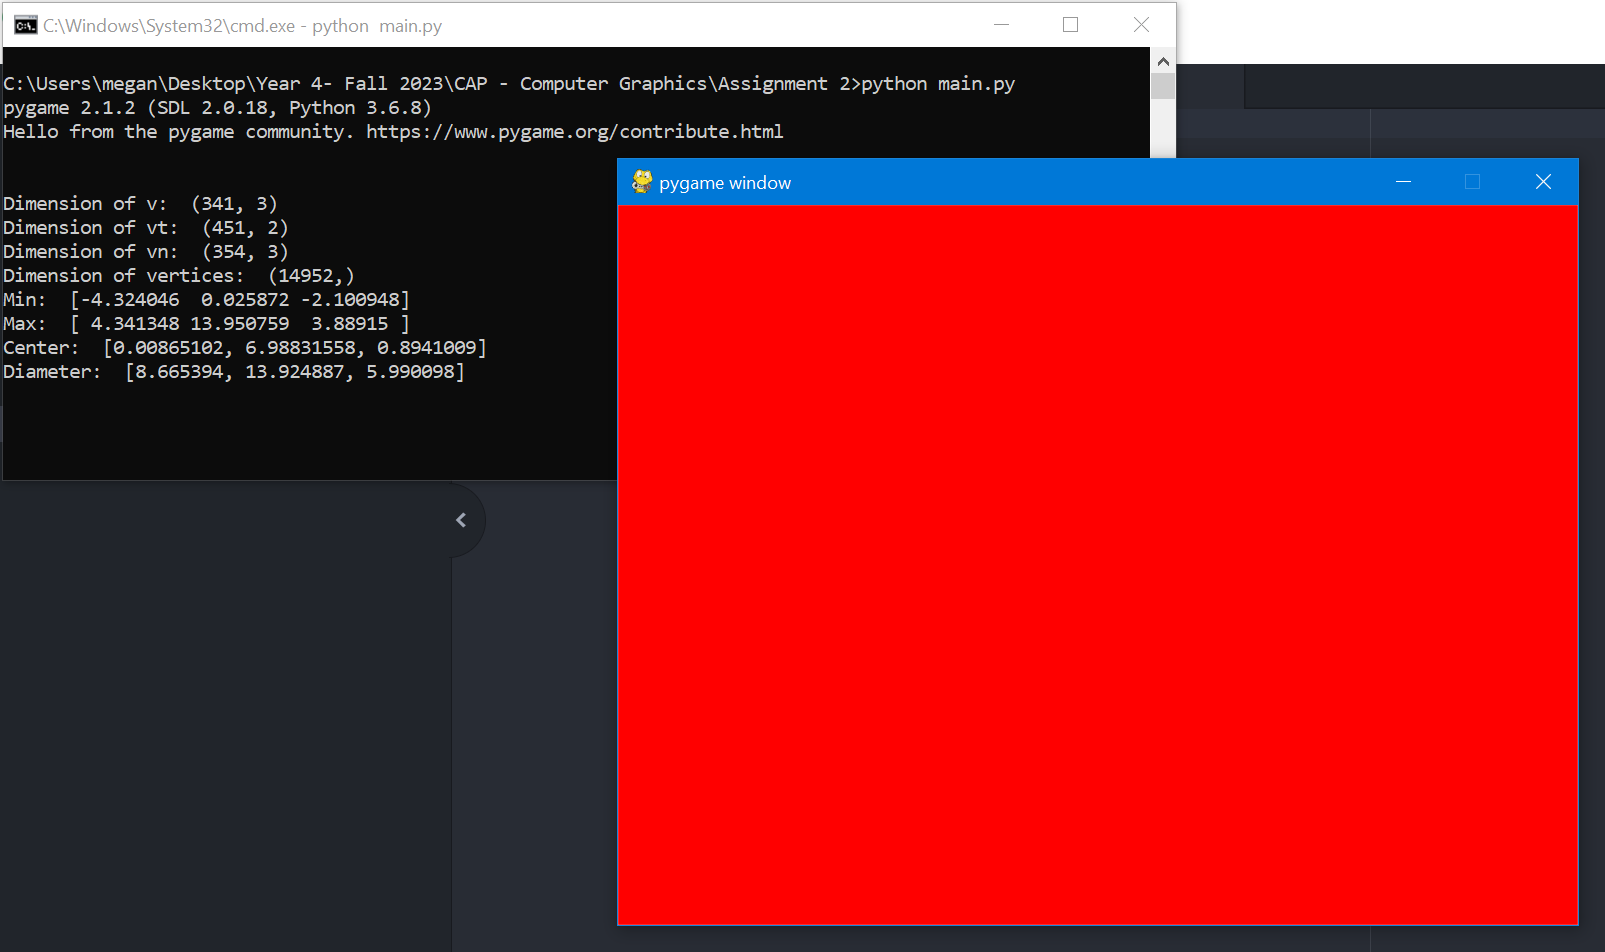 C:\Windows\System32\cmd.exe - python  main.py
C:\Users\megan\Desktop\Year 4- Fall 2023\CAP - Computer Graphics\Assignment 2>python main.py
pygame 2.1.2 (SDL 2.0.18, Python 3.6.8)
Hello from the pygame community. https://www.pygame.org/contribute.html
Dimension of v:  (341, 3)
Dimension of vt:  (451, 2)
Dimension of vn:  (354, 3)
Dimension of vertices:  (14952,)
Min:  [-4.324046  0.025872 -2.100948]
Max:  [ 4.341348 13.950759  3.88915 ]
Center:  [0.00865102, 6.98831558, 0.8941009]
Diameter:  [8.665394, 13.924887, 5.990098]
pygame window